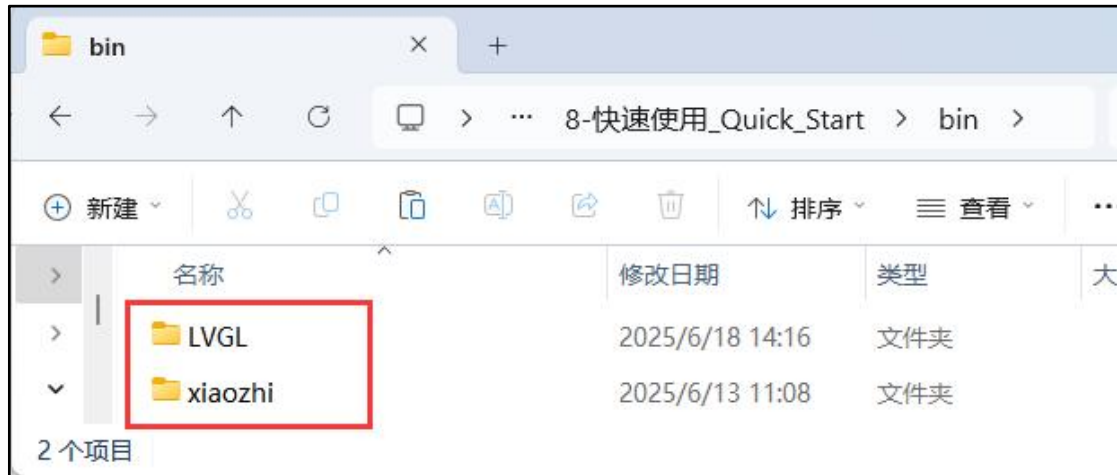 bin
8-快速使用_Quick_Start > bin >
新建 排序 查看
名称 修改日期 类型 大
LVGL 2025/6/18 14:16 文件夹
xiaozhi 2025/6/13 11:08 文件夹
2 个项目